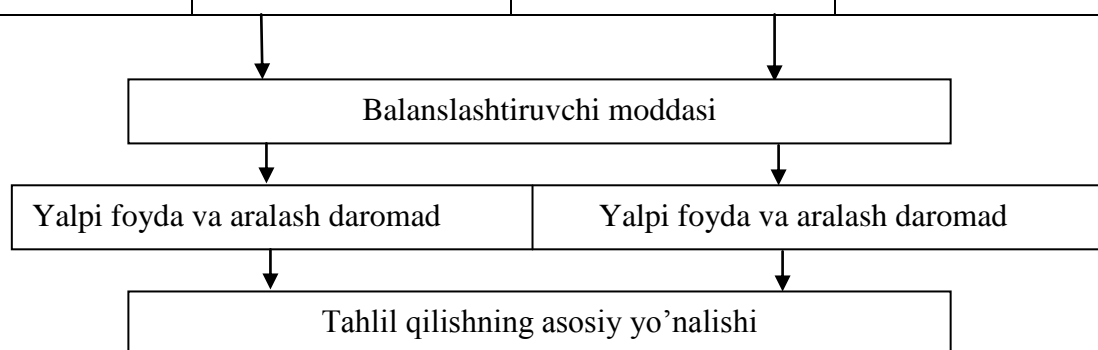 Balanslashtiruvchi moddasi
Yalpi foyda va aralash daromad
Yalpi foyda va aralash daromad
Tahlil qilishning asosiy yo’nalishi